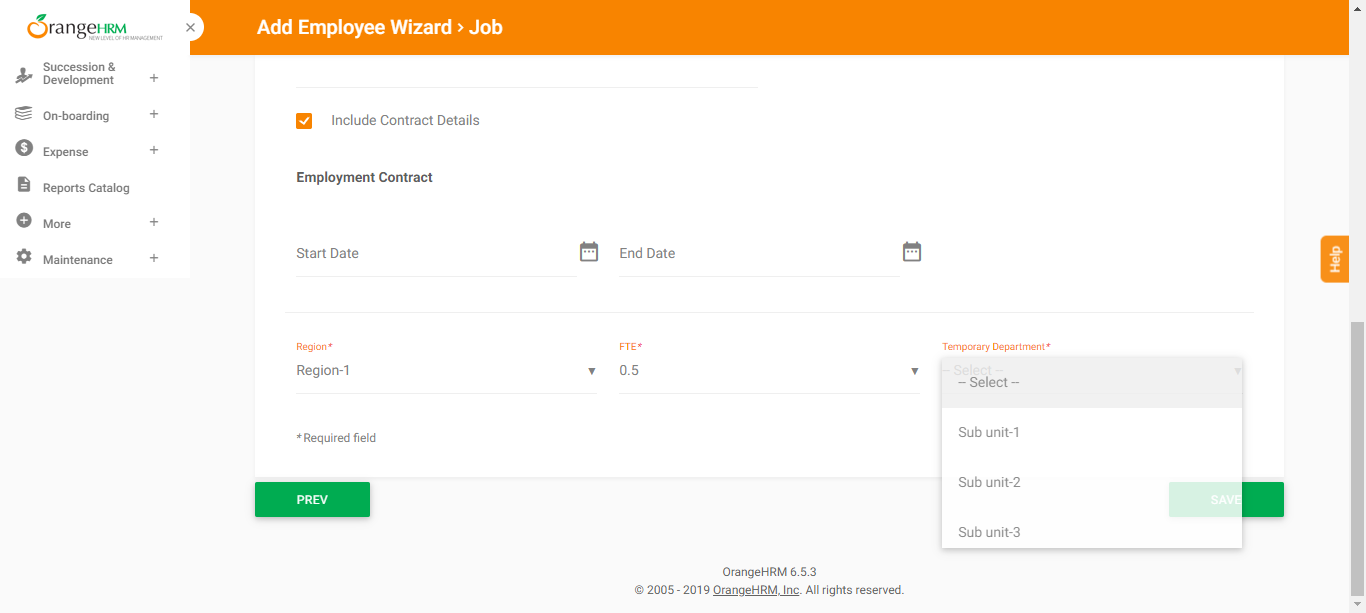 OrangeHRM
NEW LEVEL OF HR MANAGEMENT
Add Employee Wizard › Job
Succession &
Development
On-boarding
Expense
Reports Catalog
More
Maintenance
Include Contract Details
Employment Contract
Start Date
End Date
Help
Region*
FTE*
Temporary Department*
Region-1
0.5
-- Select --
-- Select --
Sub unit-1
Sub unit-2
Sub unit-3
* Required field
PREV
SAVE
OrangeHRM 6.5.3
© 2005 - 2019 OrangeHRM, Inc. All rights reserved.